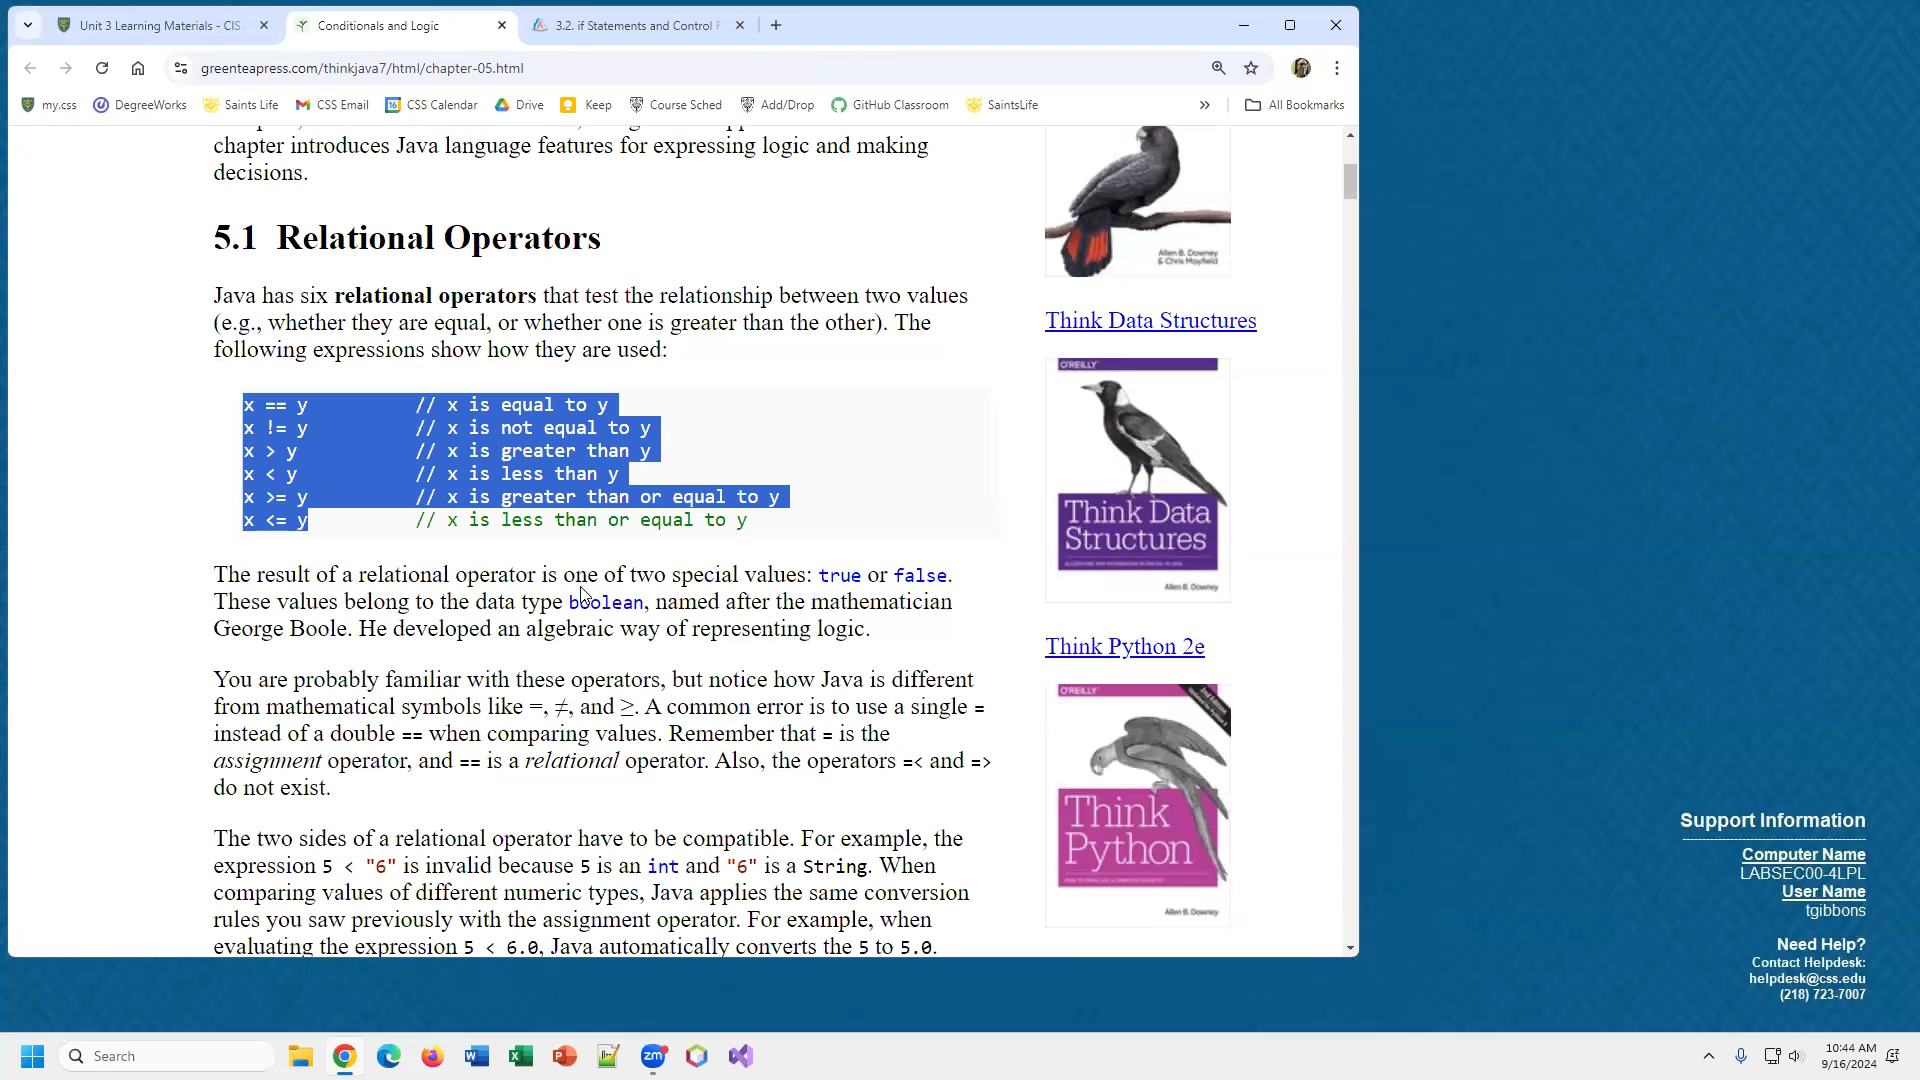 Unit 3 Learning Materials - CIS
Conditionals and Logic
3.2. if Statements and Control F
greenteapress.com/thinkjava7/html/chapter-05.html
my.css
DegreeWorks
Saints Life
CSS Email
CSS Calendar
Drive
Keep
Course Sched
Add/Drop
GitHub Classroom
SaintsLife
All Bookmarks
chapter introduces Java language features for expressing logic and making
decisions.
5.1 Relational Operators
Java has six relational operators that test the relationship between two values
(e.g., whether they are equal, or whether one is greater than the other). The
following expressions show how they are used:
x == y // x is equal to y
x != y // x is not equal to y
x > y // x is greater than y
x < y // x is less than y
x >= y // x is greater than or equal to y
x <= y // x is less than or equal to y
The result of a relational operator is one of two special values: true or false.
These values belong to the data type boolean, named after the mathematician
George Boole. He developed an algebraic way of representing logic.
You are probably familiar with these operators, but notice how Java is different
from mathematical symbols like =, ≠, and ≥. A common error is to use a single =
instead of a double == when comparing values. Remember that = is the
assignment operator, and == is a relational operator. Also, the operators =< and =>
do not exist.
The two sides of a relational operator have to be compatible. For example, the
expression 5 < "6" is invalid because 5 is an int and "6" is a String. When
comparing values of different numeric types, Java applies the same conversion
rules you saw previously with the assignment operator. For example, when
evaluating the expression 5 < 6.0, Java automatically converts the 5 to 5.0.
Allen B. Downey
& Chris Mayfield
Think Data Structures
O'REILLY
Think Data
Structures
Allen B. Downey
Think Python 2e
O'REILLY
Think
Python
Allen B. Downey
Support Information
Computer Name
LABSEC00-4LPL
User Name
tgibbons
Need Help?
Contact Helpdesk:
helpdesk@css.edu
(218) 723-7007
Search
zm
10:44 AM
9/16/2024